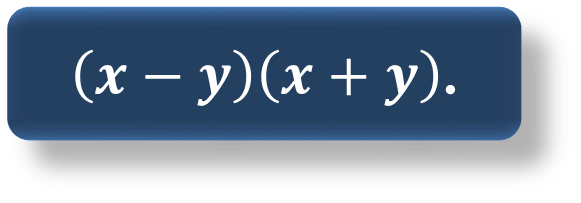 (x − y)(x + y).